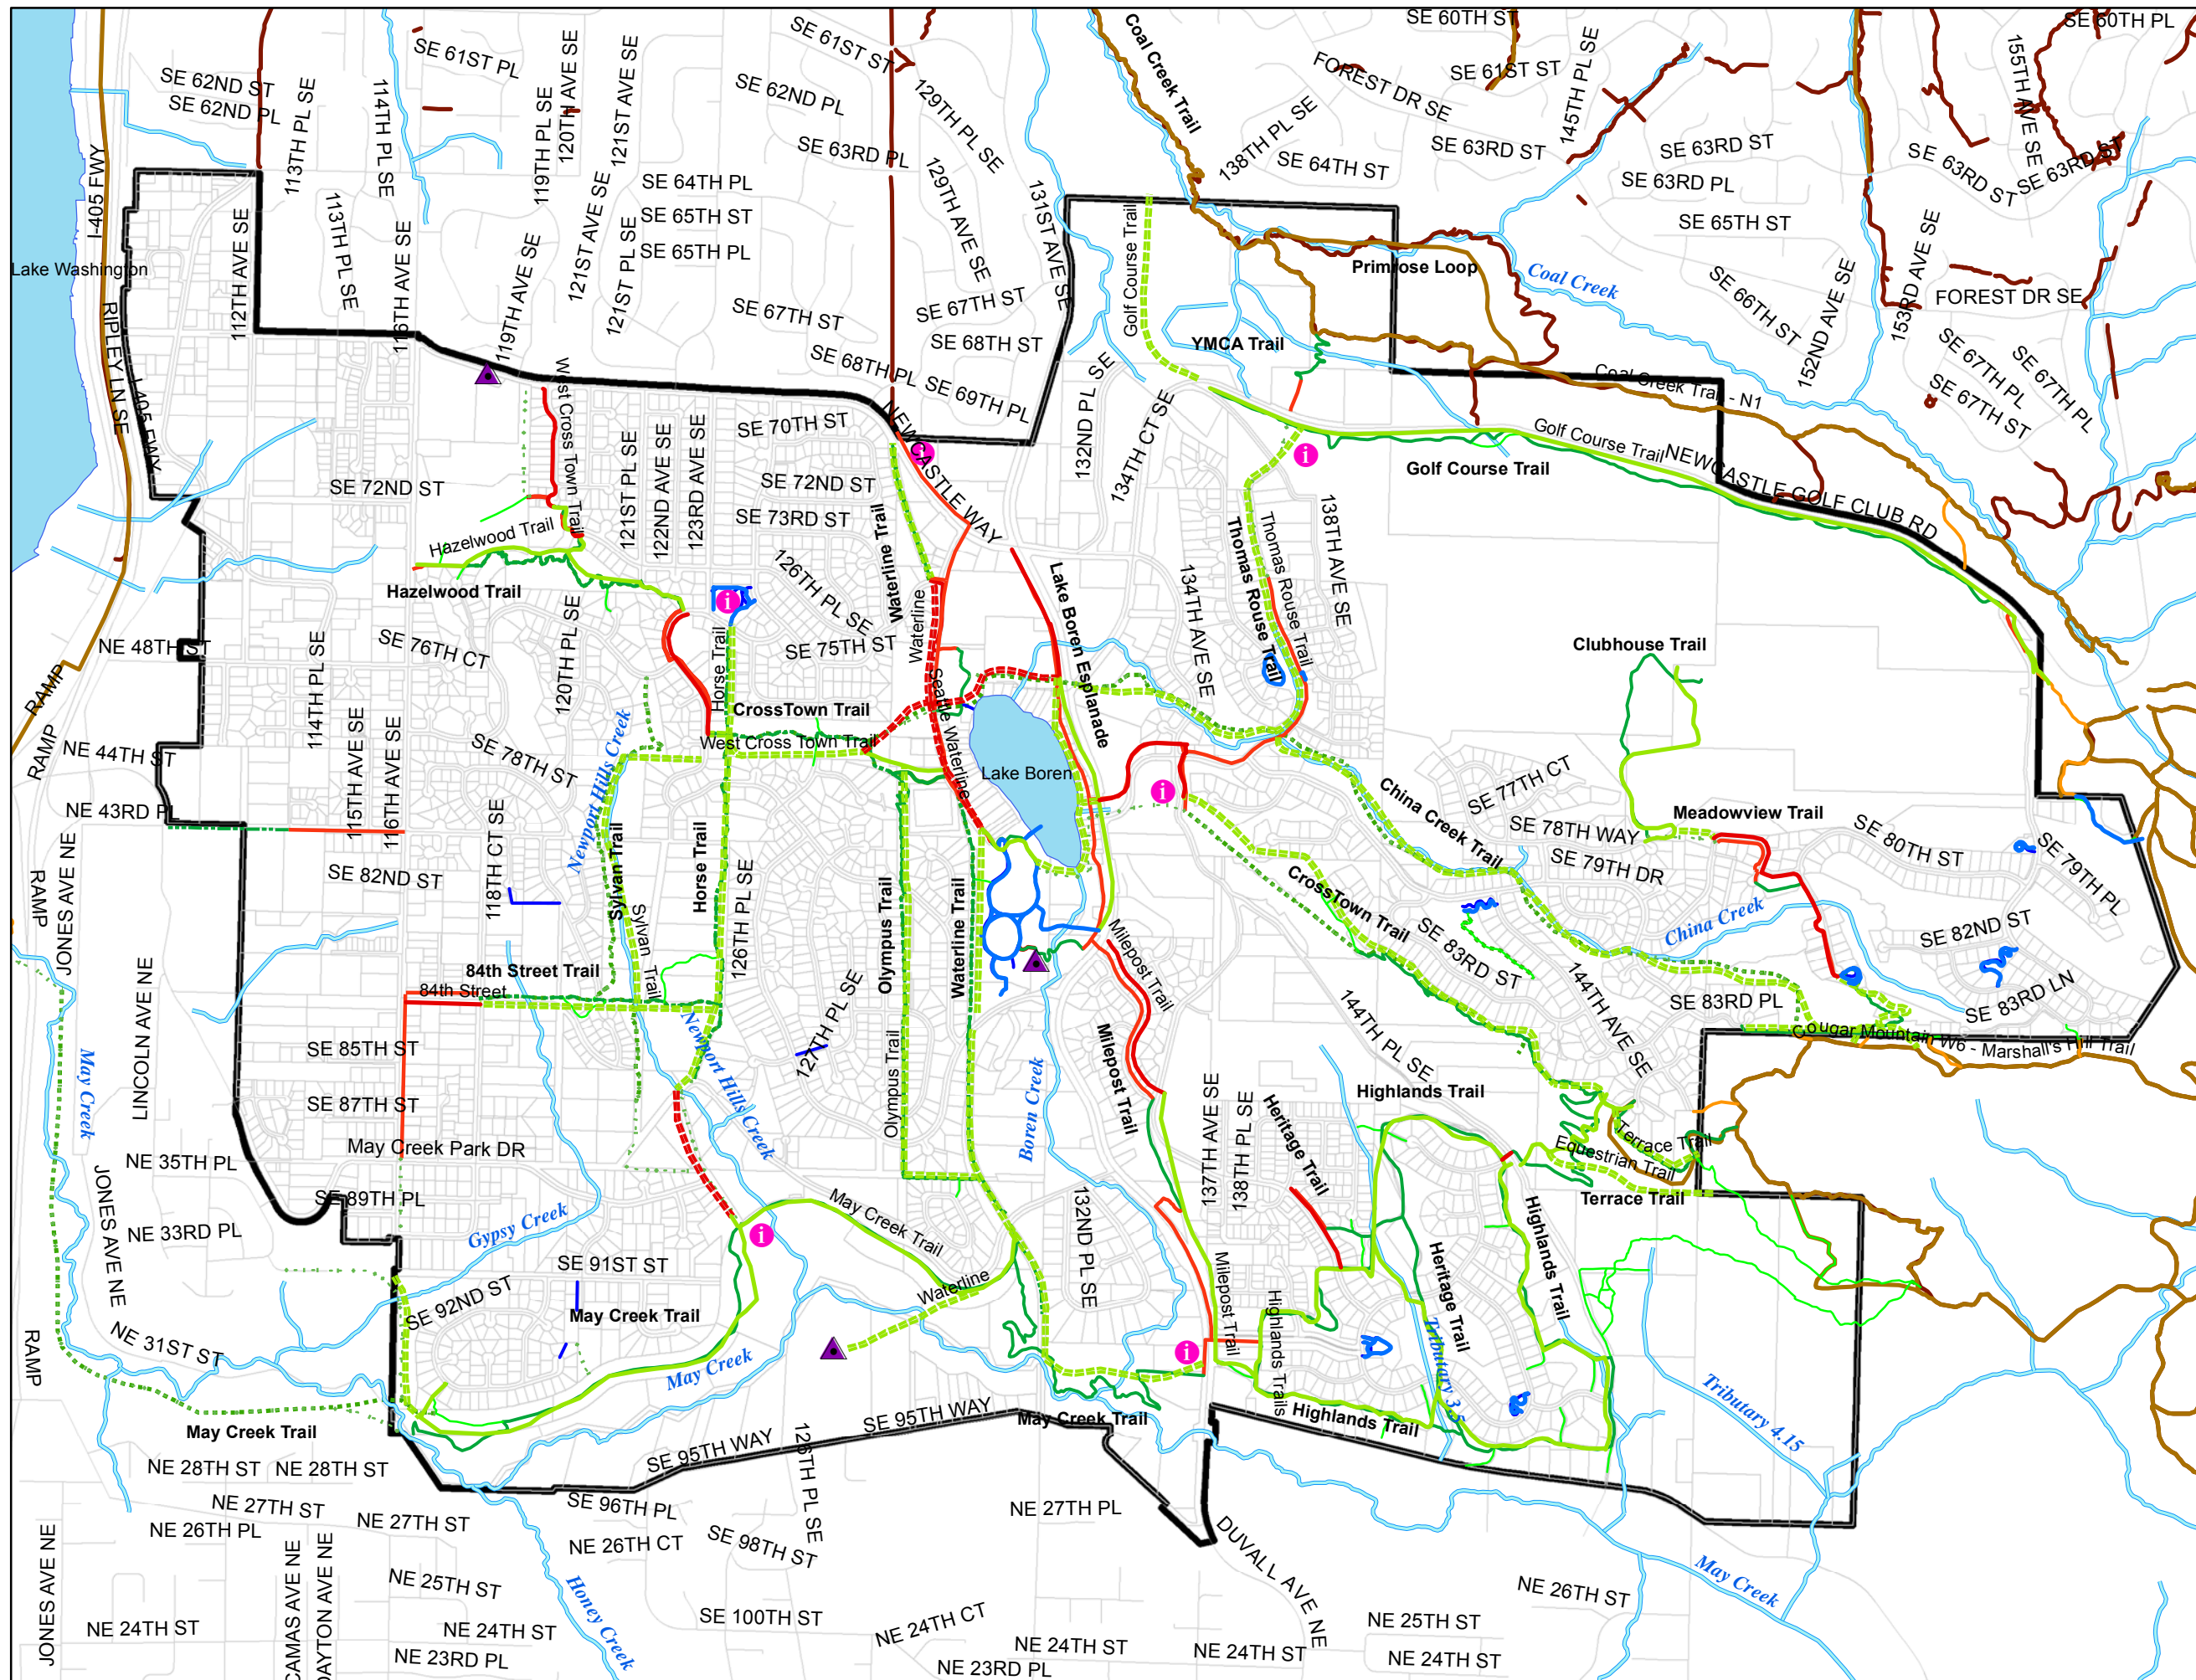 SE 60TH ST
SE 60TH PL
SE 61ST ST
SE 61ST PL
119TH PL SE
120TH AVE SE
121ST AVE SE
Coal Creek Trail
FOREST DR SE
SE 61ST ST
145TH PL SE
155TH AVE SE
SE 62ND ST
SE 62ND PL
113TH PL SE
114TH PL SE
SE 62ND PL
129TH PL SE
SE 63RD PL
138TH PL SE
SE 64TH ST
SE 63RD ST
SE 63RD ST
SE 63RD PL
SE 63RD ST
SE 63RD ST
I-405 FWY
SE 64TH PL
SE 65TH ST
SE 65TH PL
129TH AVE SE
131ST AVE SE
SE 65TH ST
112TH AVE SE
113TH PL SE
116TH AVE SE
119TH AVE SE
121ST AVE SE
121ST PL SE
Golf Course Trail
Lake Washington
Primrose Loop
Coal Creek
SE 66TH ST
152ND AVE SE
153RD AVE SE
FOREST DR SE
SE 67TH ST
SE 67TH ST
SE 68TH ST
SE 68TH PL
SE 69TH PL
YMCA Trail
SE 67TH PL
SE 67TH PL
SE 67TH ST
RIPLEY LN SE
I-405 FWY
West Cross Town Trail
Coal Creek Trail - N1
132ND PL SE
134TH CT SE
SE 70TH ST
NEWCASTLE WAY
Golf Course Trail
Golf Course Trail
NEWCASTLE GOLF CLUB RD
SE 72ND ST
121ST PL SE
122ND AVE SE
123RD AVE SE
SE 72ND ST
SE 73RD ST
Hazelwood Trail
Hazelwood Trail
126TH PL SE
Waterline Trail
Waterline
Thomas Rouse Trail
Thomas Rouse Trail
138TH AVE SE
134TH AVE SE
Lake Boren Esplanade
NE 48TH ST
114TH PL SE
SE 76TH CT
120TH PL SE
SE 75TH ST
Horse Trail
Clubhouse Trail
RAMP
RAMP
CrossTown Trail
West Cross Town Trail
Seattle Waterline
NE 44TH ST
115TH AVE SE
116TH AVE SE
SE 78TH ST
Newport Hills Creek
Lake Boren
SE 77TH CT
China Creek Trail
Meadowview Trail
NE 43RD PL
SE 78TH WAY
SE 79TH DR
SE 80TH ST
SE 79TH PL
JONES AVE NE
RAMP
SE 82ND ST
118TH CT SE
Sylvan Trail
Sylvan Trail
Horse Trail
126TH PL SE
Olympus Trail
Waterline Trail
CrossTown Trail
SE 83RD ST
China Creek
SE 82ND ST
Milepost Trail
84th Street Trail
84th Street
127TH PL SE
LINCOLN AVE NE
144TH AVE SE
144TH PL SE
SE 83RD PL
SE 83RD LN
Cougar Mountain W6 - Marshall's Hill Trail
May Creek
SE 85TH ST
SE 87TH ST
May Creek Park DR
Newport Hills Creek
Olympus Trail
Boren Creek
Milepost Trail
137TH AVE SE
138TH PL SE
Heritage Trail
Highlands Trail
Terrace Trail
Equestrian Trail
Terrace Trail
NE 35TH PL
SE 89TH PL
NE 33RD PL
JONES AVE NE
Gypsy Creek
SE 91ST ST
SE 92ND ST
May Creek Trail
May Creek Trail
Waterline
132ND PL SE
Milepost Trail
Highlands Trails
Heritage Trail
Highlands Trail
Tributary 3.5
NE 31ST ST
RAMP
May Creek
May Creek Trail
May Creek Trail
Highlands Trail
Tributary 4.15
SE 95TH WAY
SE 95TH WAY
126TH PL SE
NE 28TH ST
NE 28TH ST
NE 27TH ST
NE 27TH ST
NE 26TH PL
SE 96TH PL
NE 26TH CT
SE 98TH ST
NE 27TH PL
DUVALL AVE NE
May Creek
JONES AVE NE
CAMAS AVE NE
DAYTON AVE NE
NE 25TH ST
Honey Creek
NE 24TH ST
NE 24TH ST
NE 23RD PL
SE 100TH ST
NE 24TH CT
NE 24TH ST
NE 23RD PL
NE 24TH ST
NE 26TH ST
NE 25TH ST
NE 24TH ST